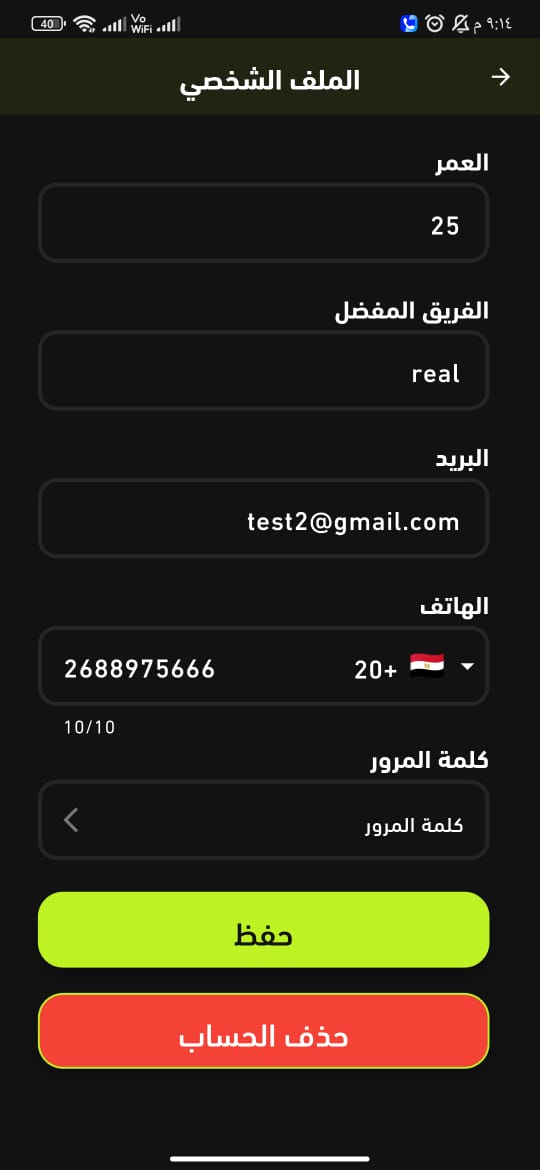 ٩:١٤ م
Vo
WiFi
40
الملف الشخصي
العمر
25
الفريق المفضل
real
البريد
test2@gmail.com
الهاتف
20+ 2688975666
10/10
كلمة المرور
كلمة المرور
حفظ
حذف الحساب